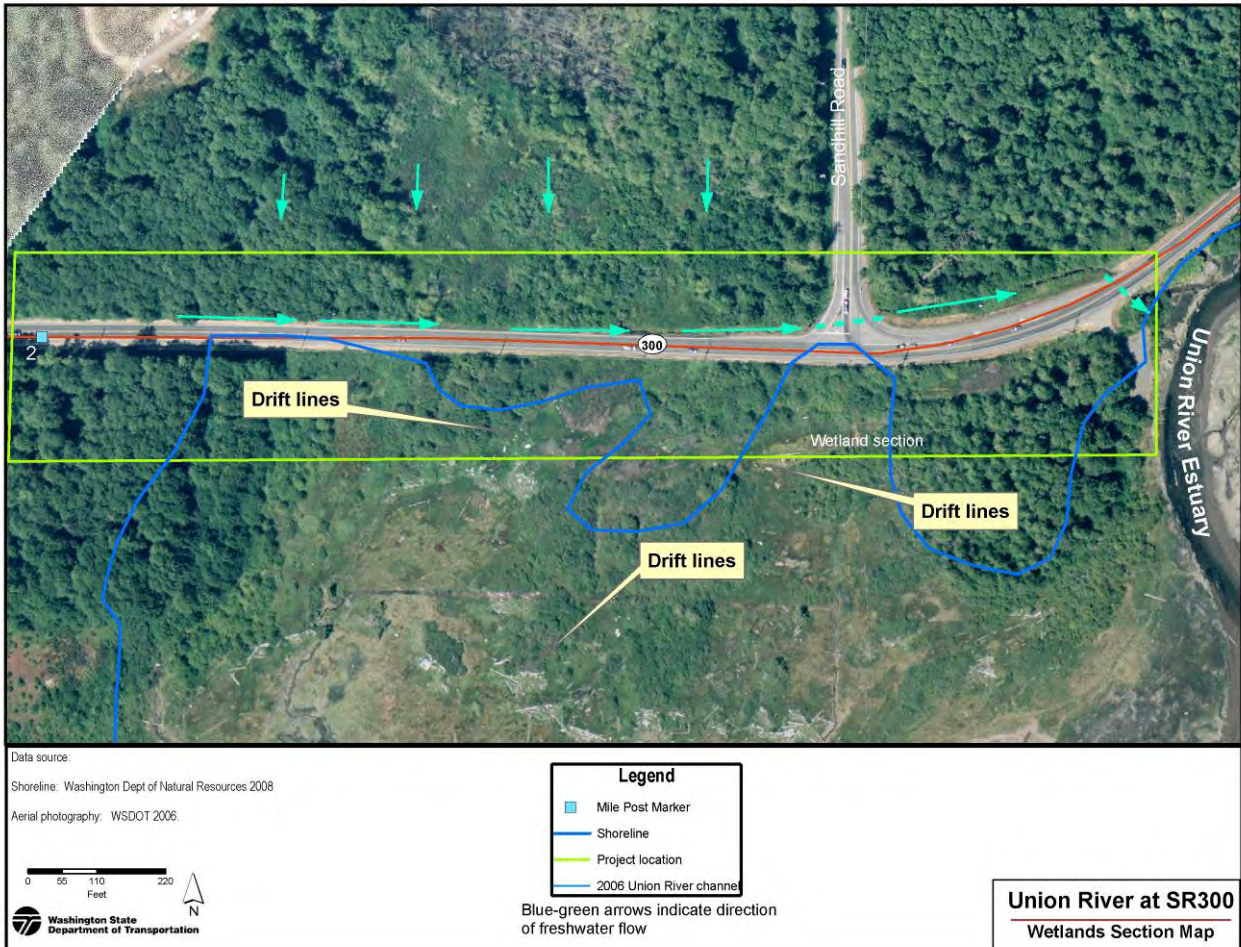 Sandhill Road
2
300
Drift lines
Wetland section
Drift lines
Drift lines
Union River Estuary
Data source:
Shoreline: Washington Dept of Natural Resources 2008
Aerial photography: WSDOT 2006.
0 55 110 220
Feet
N
Washington State
Department of Transportation
Legend
Mile Post Marker
Shoreline
Project location
2006 Union River channel
Blue-green arrows indicate direction
of freshwater flow
Union River at SR300
Wetlands Section Map